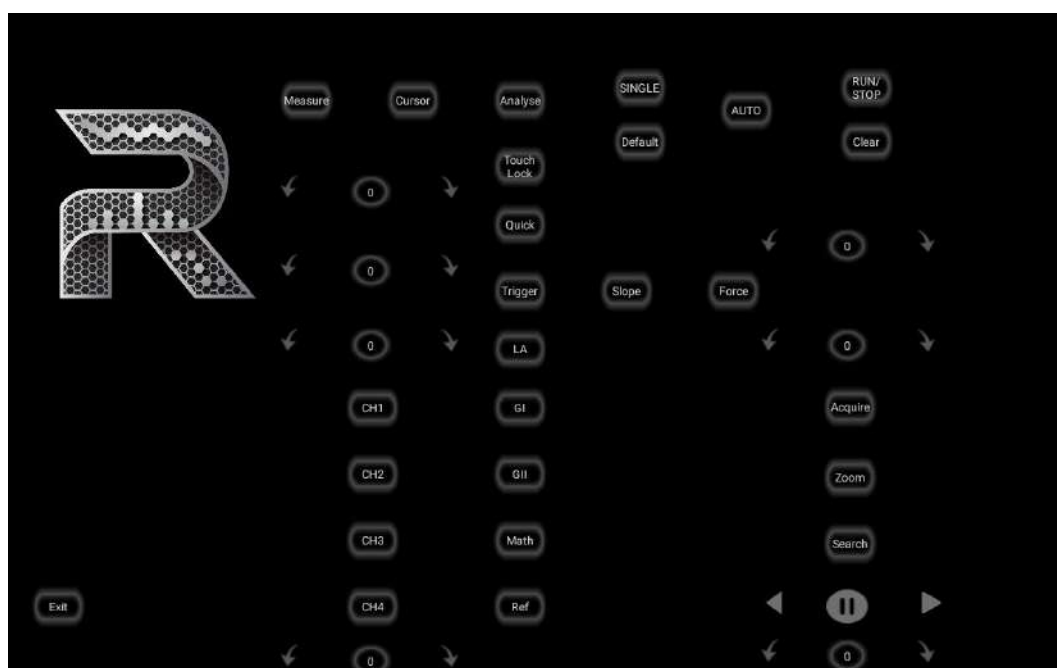 Measure
Cursor
Analyse
SINGLE
AUTO
RUN/
STOP
Default
Clear
Touch
Lock
0
Quick
0
0
Trigger
Slope
Force
0
LA
0
CH1
GI
Acquire
CH2
GII
Zoom
CH3
Math
Search
Exit
CH4
Ref
0
0